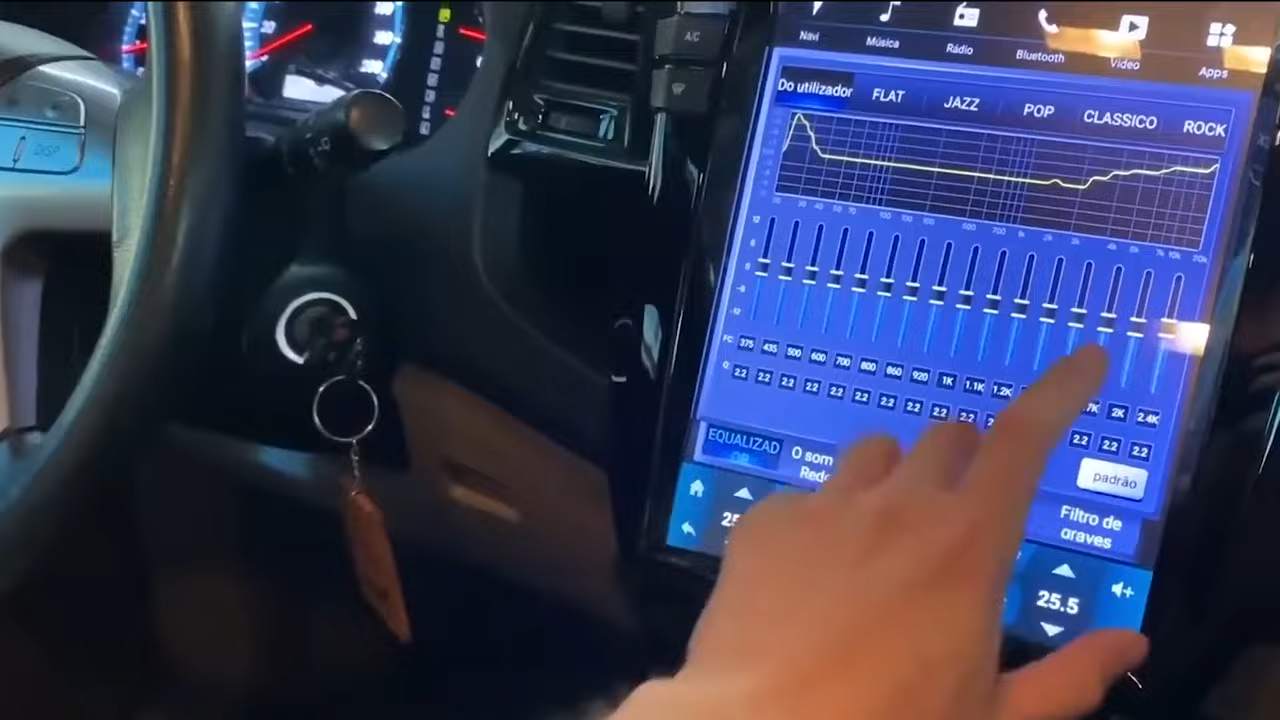 DISP
A/C
Navi Música Rádio Bluetooth Video Apps
Do utilizador FLAT JAZZ POP CLASSICO ROCK
12
FC: 375 435 500 600 700 800 860 920 1K 1.1K 1.2K 2K 2.4K
Q: 2.2 2.2 2.2 2.2 2.2 2.2 2.2 2.2 2.2 2.2 2.2 2.2 2.2
padrão
EQUALIZAD
OR
O som
Filtro de
graves
25.5